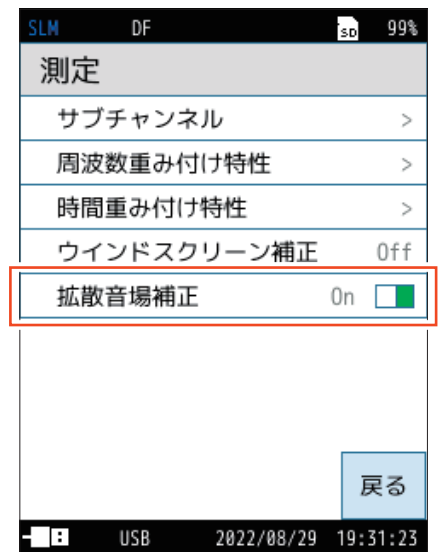 SLM DF SD 99%
測定
サブチャンネル >
周波数重み付け特性 >
時間重み付け特性 >
ウインドスクリーン補正 Off
拡散音場補正 On
戻る
USB 2022/08/29 19:31:23